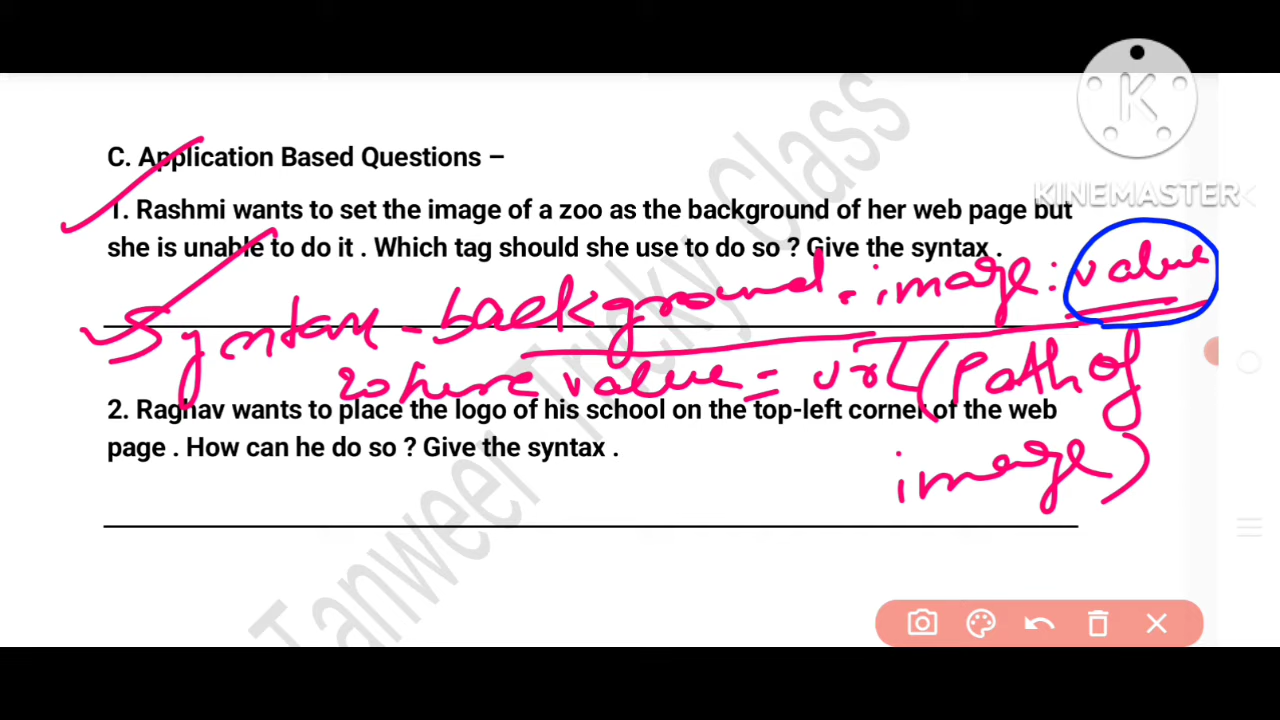 KINEMASTER
C. Application Based Questions –
1. Rashmi wants to set the image of a zoo as the background of her web page but
she is unable to do it . Which tag should she use to do so ? Give the syntax .
Syntax - background - image : value
where value = url (Path of
image)
2. Raghav wants to place the logo of his school on the top-left corner of the web
page . How can he do so ? Give the syntax .
Tanweer Tricky Class